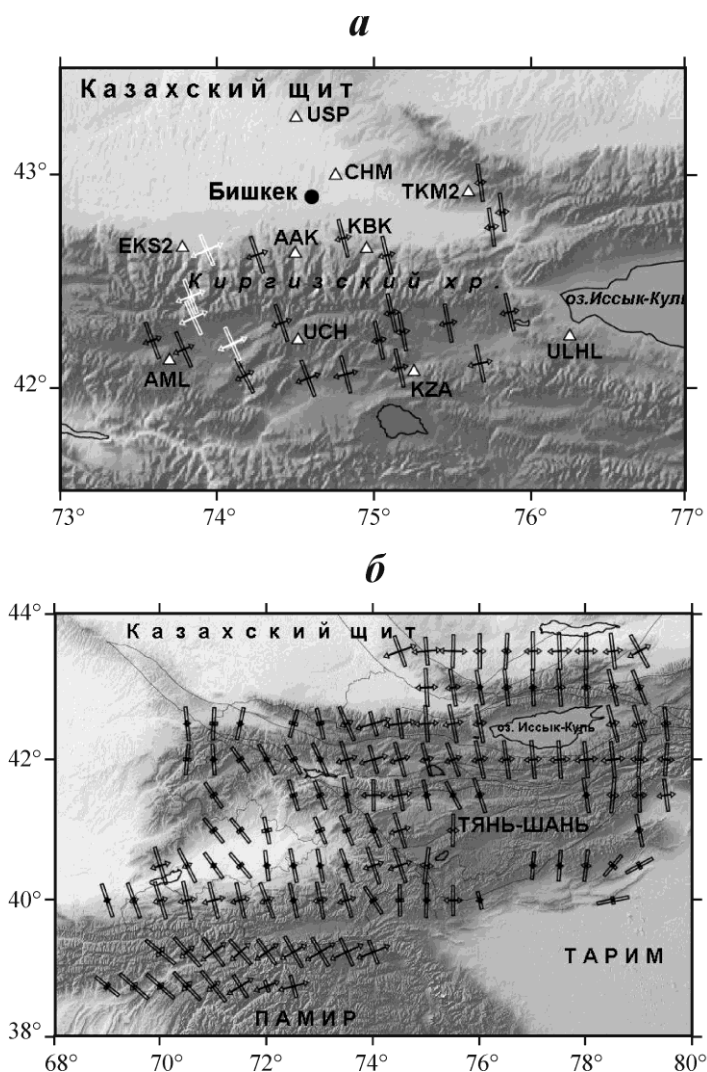 а
Казахский щит
USP
43°
CHM
TKM2
Бишкек
EKS2
AAK
KBK
Киргизский хр.
оз.Иссык-Куль
UCH
ULHL
42°
AML
KZA
73°
74°
75°
76°
77°
б
44°
Казахский щит
оз. Иссык-Куль
42°
ТЯНЬ-ШАНЬ
40°
ТАРИМ
ПАМИР
38°
68°
70°
72°
74°
76°
78°
80°